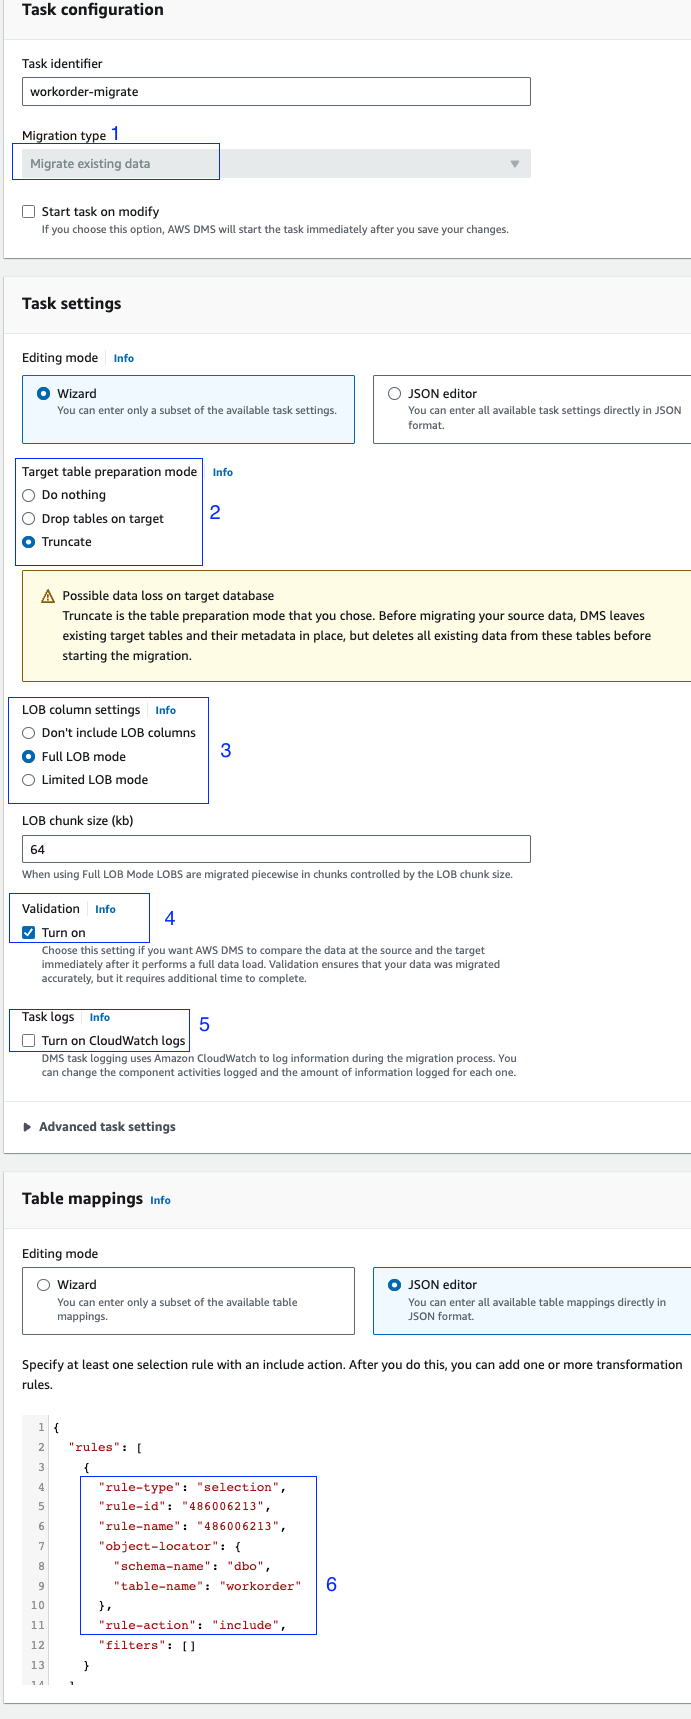 Task configuration
Task identifier
workorder-migrate
Migration type 1
Migrate existing data
Start task on modify
If you choose this option, AWS DMS will start the task immediately after you save your changes.
Task settings
Editing mode Info
Wizard
You can enter only a subset of the available task settings.
JSON editor
You can enter all available task settings directly in JSON
format.
Target table preparation mode Info
Do nothing
2
Drop tables on target
Truncate
Possible data loss on target database
Truncate is the table preparation mode that you chose. Before migrating your source data, DMS leaves
existing target tables and their metadata in place, but deletes all existing data from these tables before
starting the migration.
LOB column settings Info
Don't include LOB columns
3
Full LOB mode
Limited LOB mode
LOB chunk size (kb)
64
When using Full LOB Mode LOBS are migrated piecewise in chunks controlled by the LOB chunk size.
Validation Info
4
Turn on
Choose this setting if you want AWS DMS to compare the data at the source and the target
immediately after it performs a full data load. Validation ensures that your data was migrated
accurately, but it requires additional time to complete.
Task logs Info
5
Turn on CloudWatch logs
DMS task logging uses Amazon CloudWatch to log information during the migration process. You
can change the component activities logged and the amount of information logged for each one.
Advanced task settings
Table mappings Info
Editing mode
Wizard
You can enter only a subset of the available table
mappings.
JSON editor
You can enter all available table mappings directly in
JSON format.
Specify at least one selection rule with an include action. After you do this, you can add one or more transformation
rules.
1 {
2 "rules": [
3 {
4 "rule-type": "selection",
5 "rule-id": "486006213",
6 "rule-name": "486006213",
7 "object-locator": {
8 "schema-name": "dbo",
9 "table-name": "workorder"
6
10 },
11 "rule-action": "include",
12 "filters": []
13 }
14 ]